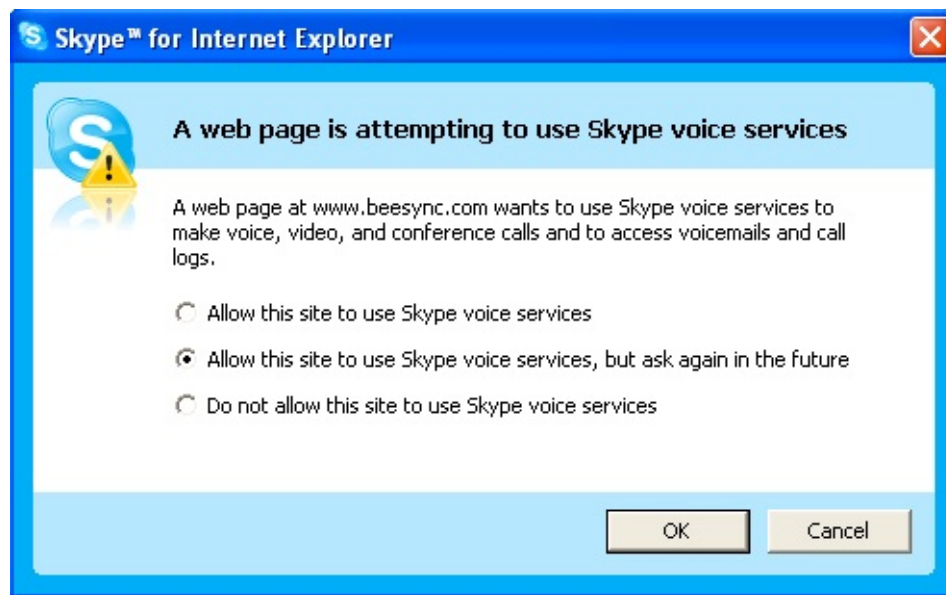 Skype™ for Internet Explorer
A web page is attempting to use Skype voice services
A web page at www.beesync.com wants to use Skype voice services to
make voice, video, and conference calls and to access voicemails and call
logs.
Allow this site to use Skype voice services
Allow this site to use Skype voice services, but ask again in the future
Do not allow this site to use Skype voice services
OK Cancel